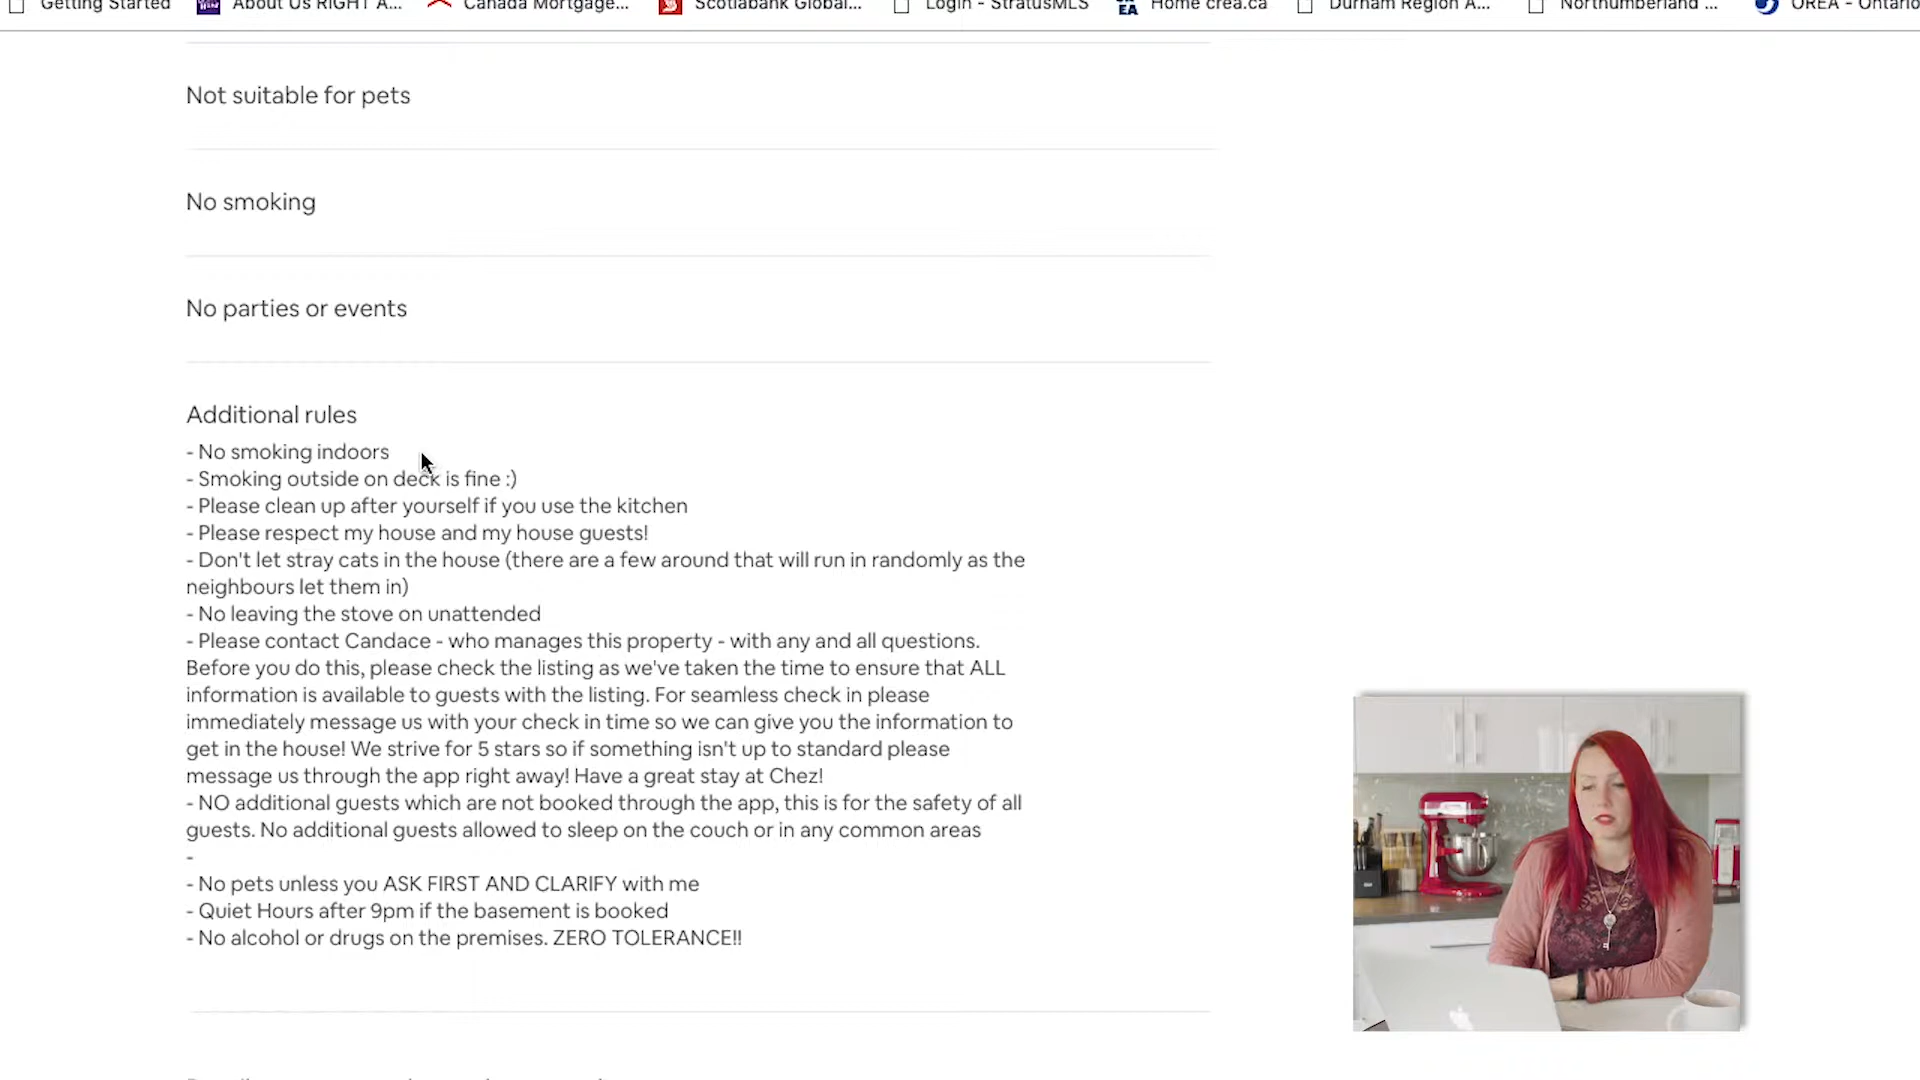 Getting Started About Us RIGHT A... Canada Mortgage... Scotiabank Global... Login - StratusMLS EA Home crea.ca Durham Region A... Northumberland ... OREA - Ontario
Not suitable for pets
No smoking
No parties or events
Additional rules
- No smoking indoors
- Smoking outside on deck is fine :)
- Please clean up after yourself if you use the kitchen
- Please respect my house and my house guests!
- Don't let stray cats in the house (there are a few around that will run in randomly as the
neighbours let them in)
- No leaving the stove on unattended
- Please contact Candace - who manages this property - with any and all questions.
Before you do this, please check the listing as we've taken the time to ensure that ALL
information is available to guests with the listing. For seamless check in please
immediately message us with your check in time so we can give you the information to
get in the house! We strive for 5 stars so if something isn't up to standard please
message us through the app right away! Have a great stay at Chez!
- NO additional guests which are not booked through the app, this is for the safety of all
guests. No additional guests allowed to sleep on the couch or in any common areas
-
- No pets unless you ASK FIRST AND CLARIFY with me
- Quiet Hours after 9pm if the basement is booked
- No alcohol or drugs on the premises. ZERO TOLERANCE!!